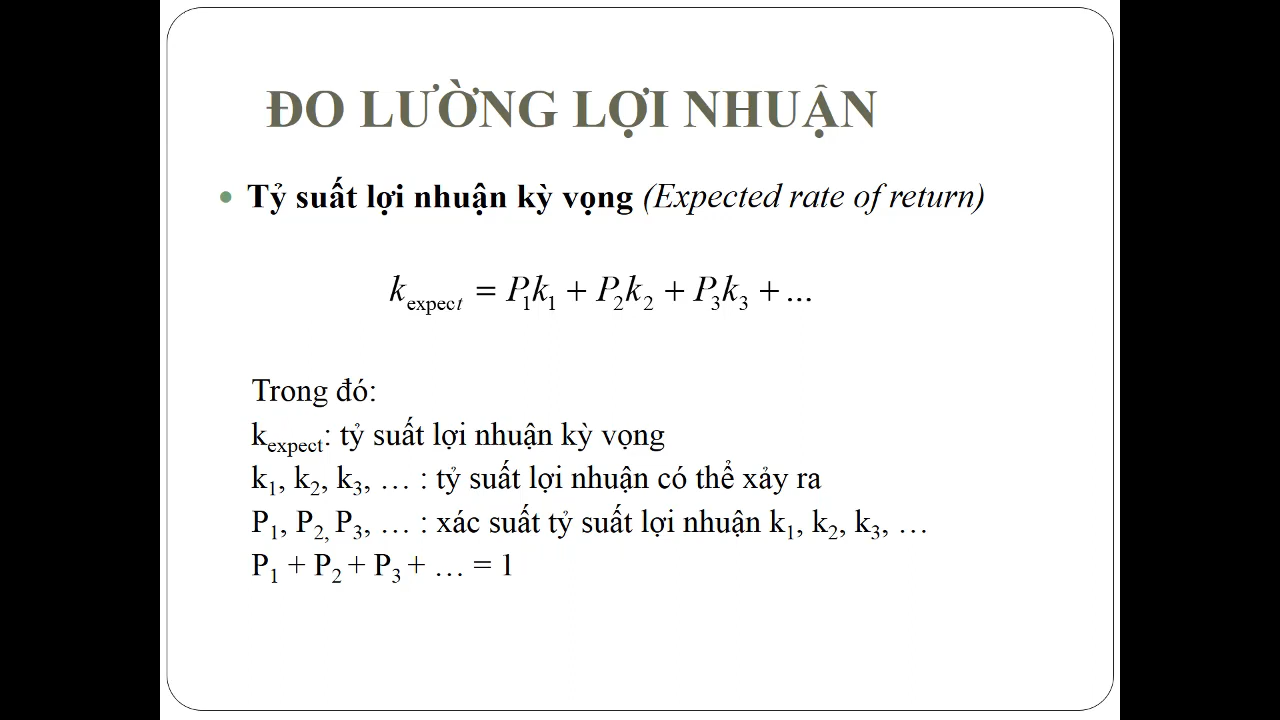 ĐO LƯỜNG LỢI NHUẬN
• Tỷ suất lợi nhuận kỳ vọng (Expected rate of return)
k_expect = P₁k₁ + P₂k₂ + P₃k₃ + ...
Trong đó:
k_expect: tỷ suất lợi nhuận kỳ vọng
k₁, k₂, k₃, … : tỷ suất lợi nhuận có thể xảy ra
P₁, P₂, P₃, … : xác suất tỷ suất lợi nhuận k₁, k₂, k₃, …
P₁ + P₂ + P₃ + … = 1